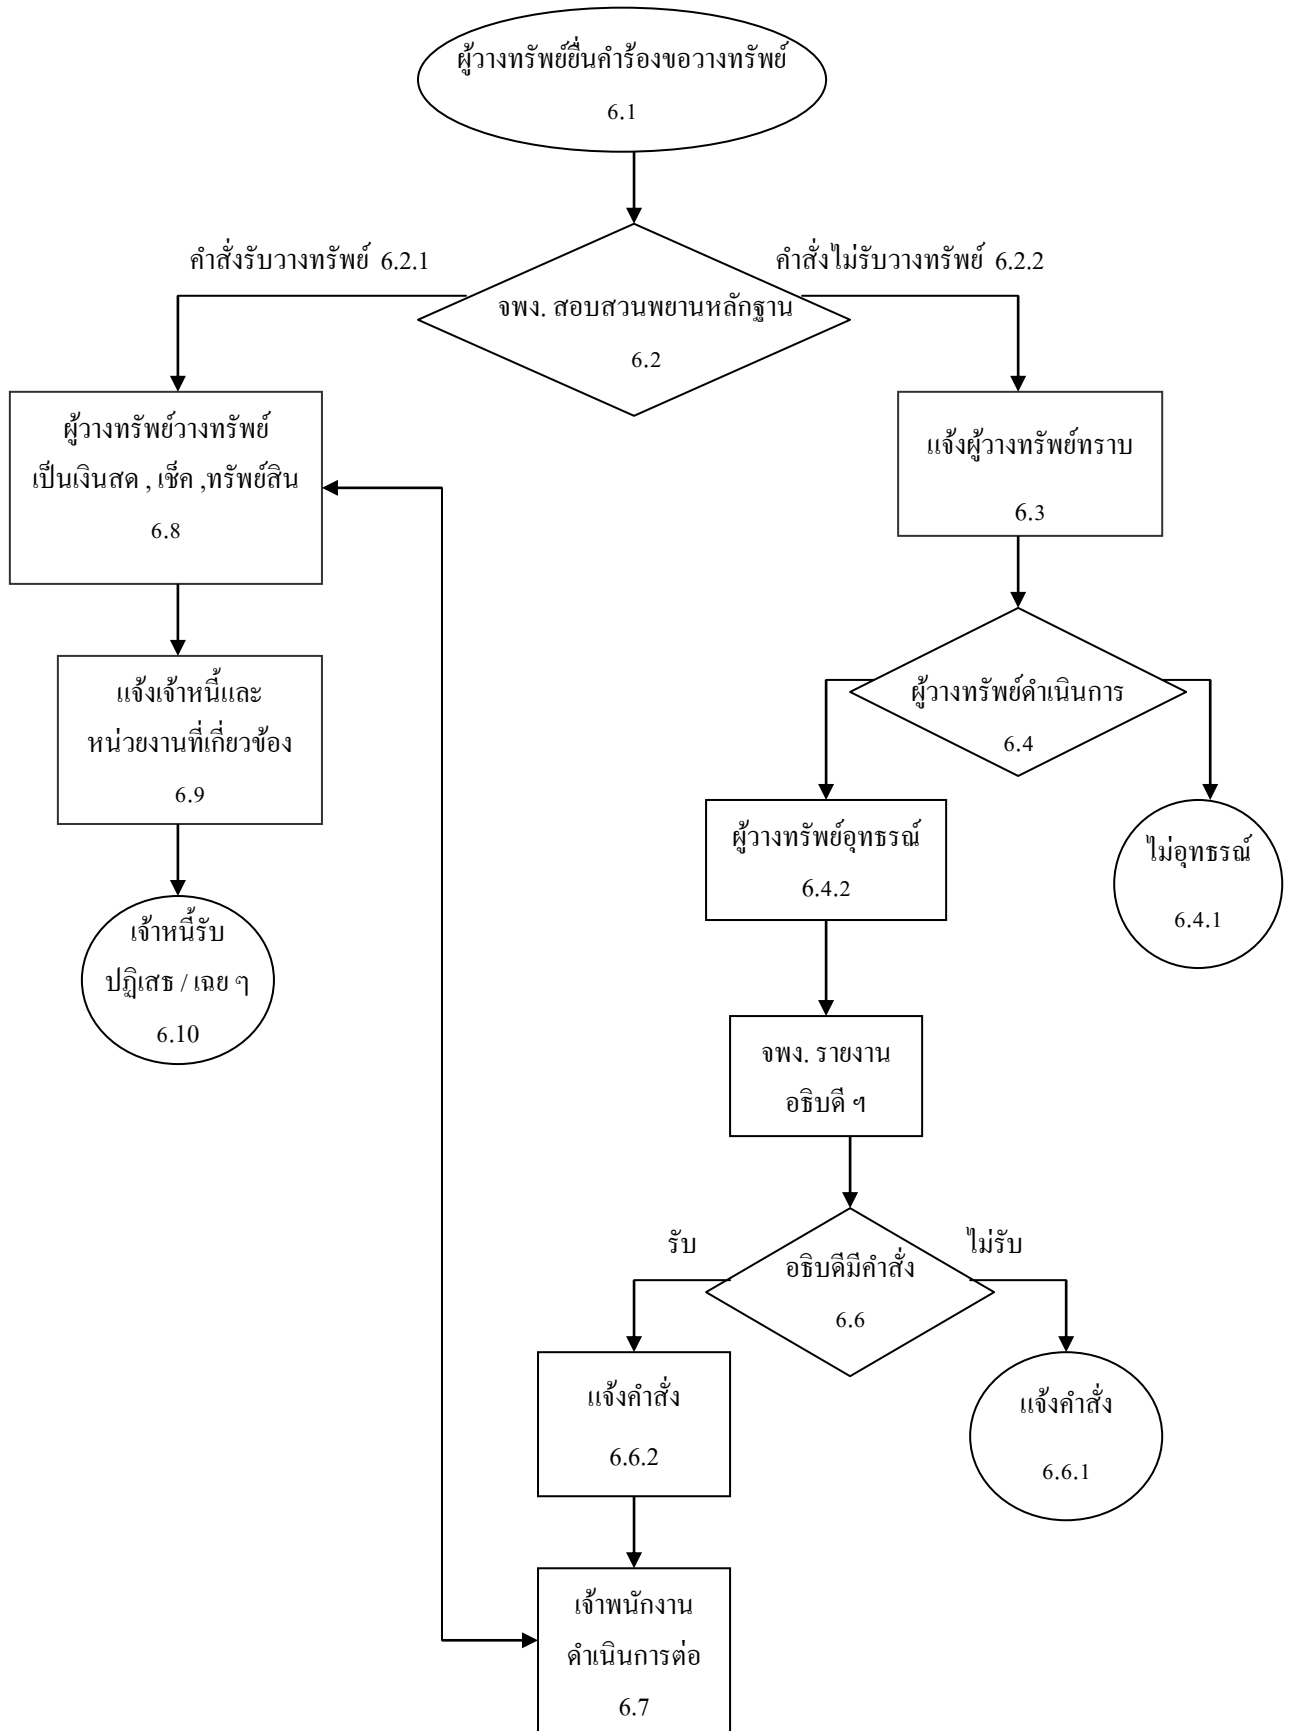 ผู้วางทรัพย์ยื่นคำร้องขอวางทรัพย์
6.1
คำสั่งรับวางทรัพย์ 6.2.1
คำสั่งไม่รับวางทรัพย์ 6.2.2
จพง. สอบสวนพยานหลักฐาน
6.2
ผู้วางทรัพย์วางทรัพย์
เป็นเงินสด , เช็ค ,ทรัพย์สิน
6.8
แจ้งผู้วางทรัพย์ทราบ
6.3
แจ้งเจ้าหนี้และ
หน่วยงานที่เกี่ยวข้อง
6.9
ผู้วางทรัพย์ดำเนินการ
6.4
ผู้วางทรัพย์อุทธรณ์
6.4.2
ไม่อุทธรณ์
6.4.1
เจ้าหนี้รับ
ปฏิเสธ / เฉย ๆ
6.10
จพง. รายงาน
อธิบดี ฯ
รับ
ไม่รับ
อธิบดีมีคำสั่ง
6.6
แจ้งคำสั่ง
6.6.2
แจ้งคำสั่ง
6.6.1
เจ้าพนักงาน
ดำเนินการต่อ
6.7